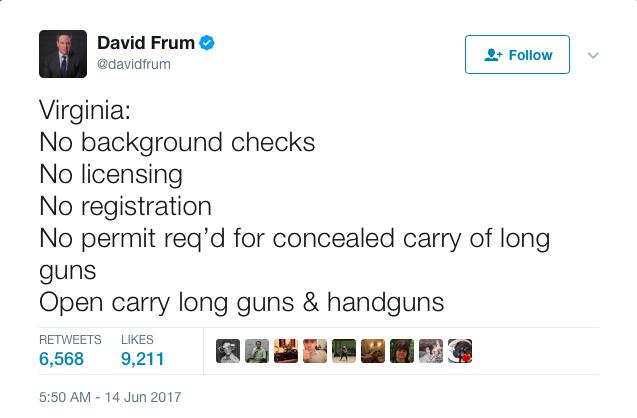 David Frum
@davidfrum
Follow
Virginia:
No background checks
No licensing
No registration
No permit req’d for concealed carry of long
guns
Open carry long guns & handguns
RETWEETS LIKES
6,568 9,211
5:50 AM - 14 Jun 2017